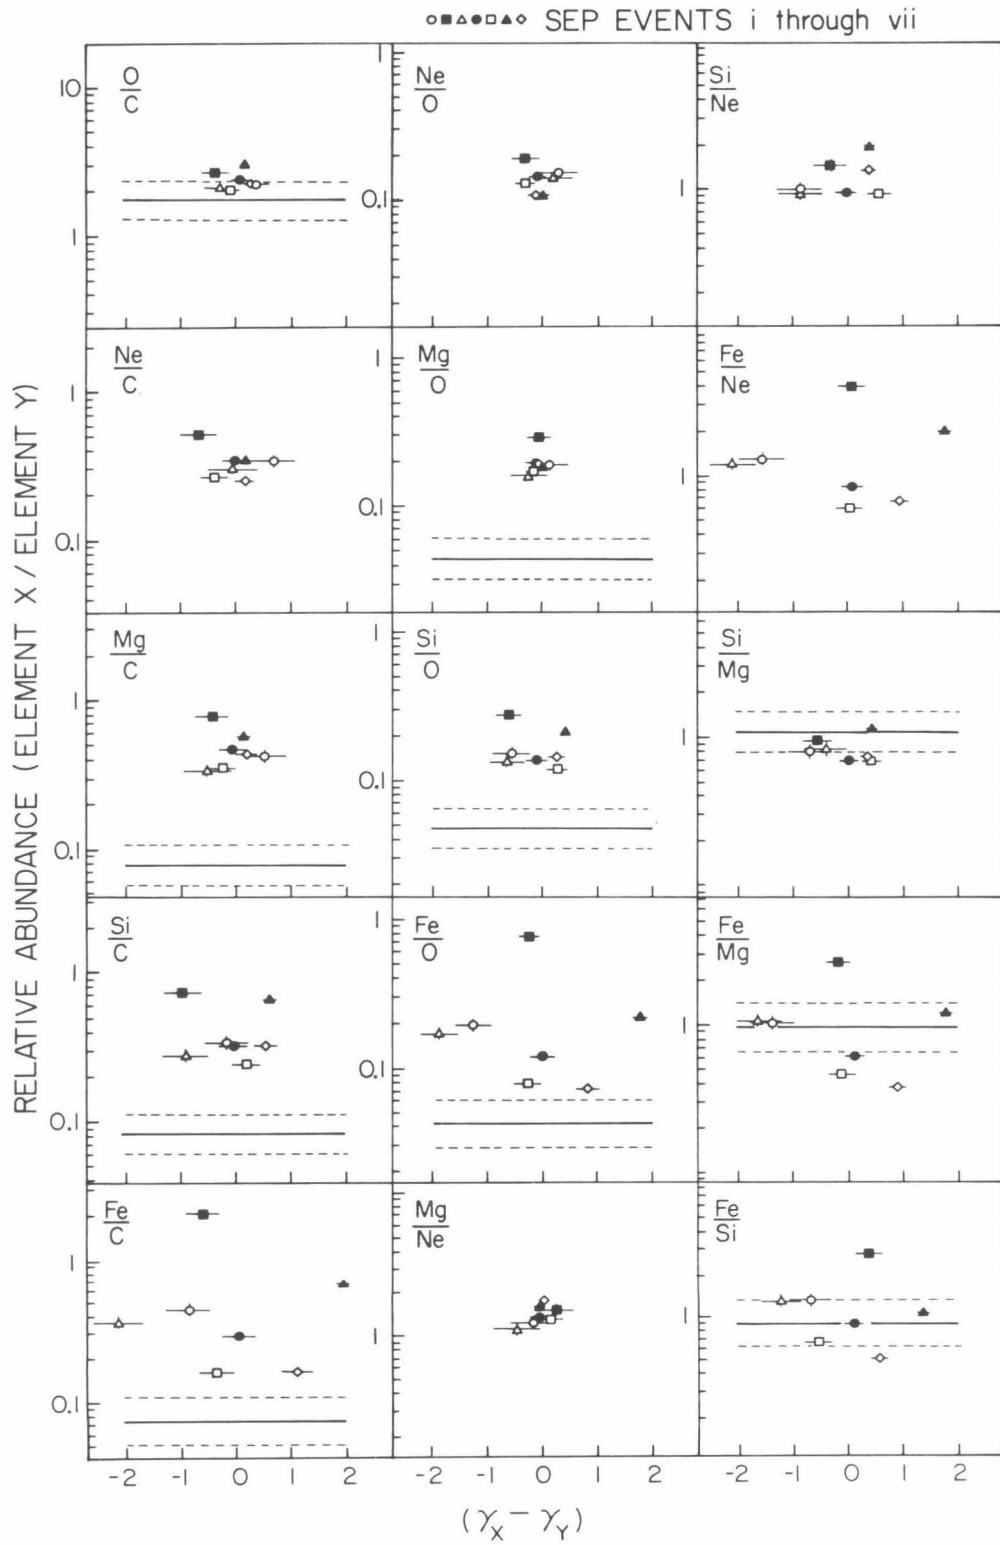 ○■△●□▲◇ SEP EVENTS i through vii
RELATIVE ABUNDANCE (ELEMENT X / ELEMENT Y)
O/C
10
1
Ne/O
1
0.1
Si/Ne
1
Ne/C
1
0.1
Mg/O
1
0.1
Fe/Ne
1
Mg/C
1
0.1
Si/O
1
0.1
Si/Mg
1
Si/C
1
0.1
Fe/O
1
0.1
Fe/Mg
1
Fe/C
1
0.1
Mg/Ne
1
Fe/Si
1
-2 -1 0 1 2 -2 -1 0 1 2 -2 -1 0 1 2
(γX - γY)